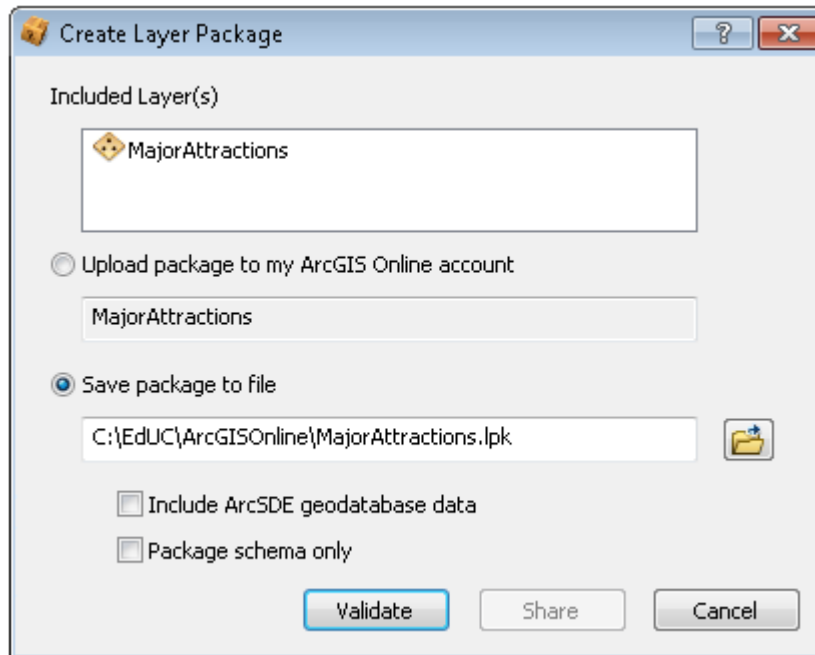 Create Layer Package
?
Included Layer(s)
MajorAttractions
Upload package to my ArcGIS Online account
MajorAttractions
Save package to file
C:\EdUC\ArcGISOnline\MajorAttractions.lpk
Include ArcSDE geodatabase data
Package schema only
Validate Share Cancel